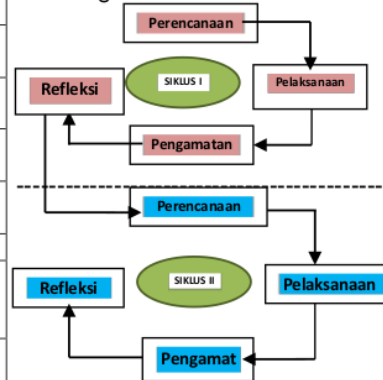 Perencanaan
SIKLUS I
Refleksi
Pelaksanaan
Pengamatan
Perencanaan
SIKLUS II
Refleksi
Pelaksanaan
Pengamat